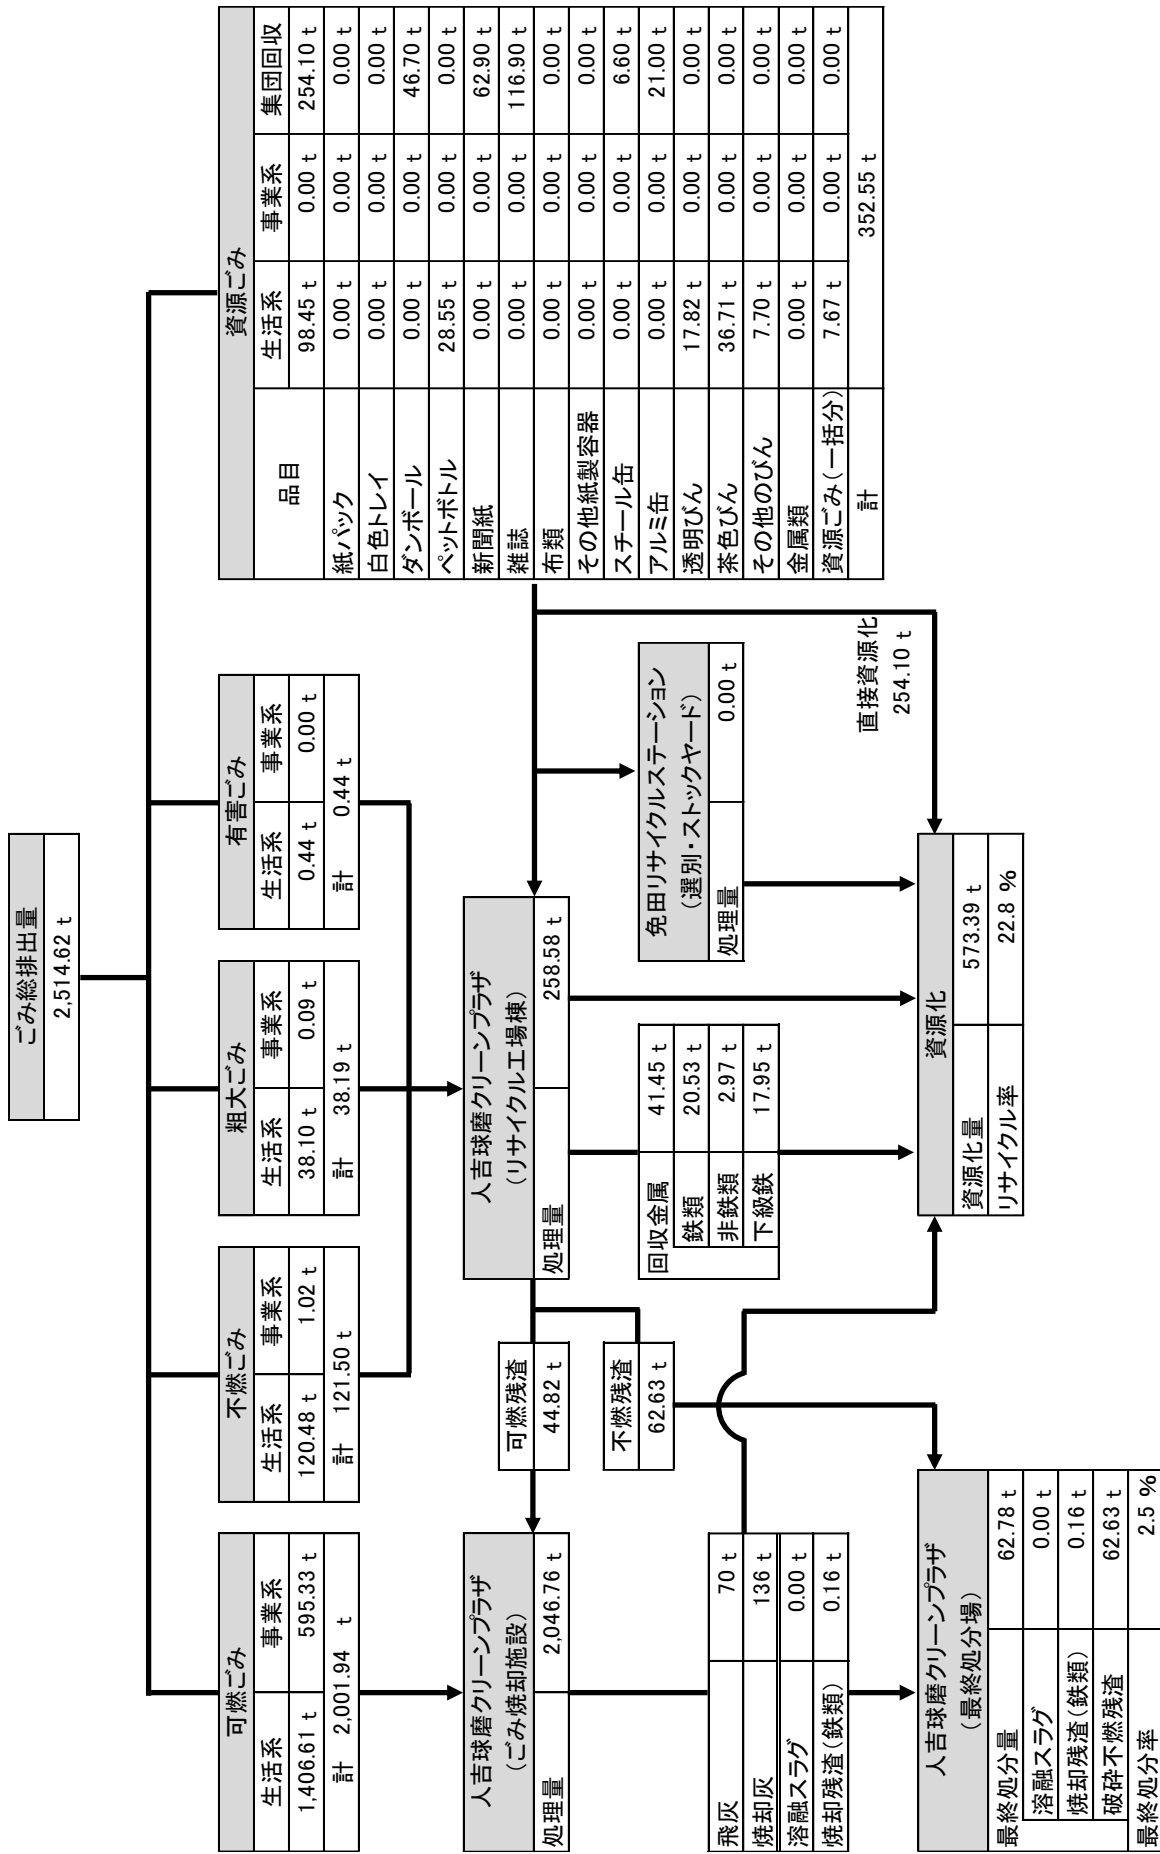 ごみ総排出量
2,514.62 t
可燃ごみ
生活系 事業系
1,406.61 t 595.33 t
計 2,001.94 t
不燃ごみ
生活系 事業系
120.48 t 1.02 t
計 121.50 t
粗大ごみ
生活系 事業系
38.10 t 0.09 t
計 38.19 t
有害ごみ
生活系 事業系
0.44 t 0.00 t
計 0.44 t
資源ごみ
品目 生活系 事業系 集団回収
98.45 t 0.00 t 254.10 t
紙パック 0.00 t 0.00 t 0.00 t
白色トレイ 0.00 t 0.00 t 0.00 t
ダンボール 0.00 t 0.00 t 46.70 t
ペットボトル 28.55 t 0.00 t 0.00 t
新聞紙 0.00 t 0.00 t 62.90 t
雑誌 0.00 t 0.00 t 116.90 t
布類 0.00 t 0.00 t 0.00 t
その他紙製容器 0.00 t 0.00 t 0.00 t
スチール缶 0.00 t 0.00 t 6.60 t
アルミ缶 0.00 t 0.00 t 21.00 t
透明びん 17.82 t 0.00 t 0.00 t
茶色びん 36.71 t 0.00 t 0.00 t
その他のびん 7.70 t 0.00 t 0.00 t
金属類 0.00 t 0.00 t 0.00 t
資源ごみ(一括分) 7.67 t 0.00 t 0.00 t
計 352.55 t
人吉球磨クリーンプラザ
(ごみ焼却施設)
処理量 2,046.76 t
可燃残渣
44.82 t
不燃残渣
62.63 t
人吉球磨クリーンプラザ
(リサイクル工場棟)
処理量 258.58 t
回収金属 41.45 t
鉄類 20.53 t
非鉄類 2.97 t
下級鉄 17.95 t
免田リサイクルステーション
(選別・ストックヤード)
処理量 0.00 t
直接資源化
254.10 t
飛灰 70 t
焼却灰 136 t
溶融スラグ 0.00 t
焼却残渣(鉄類) 0.16 t
人吉球磨クリーンプラザ
(最終処分場)
最終処分量 62.78 t
溶融スラグ 0.00 t
焼却残渣(鉄類) 0.16 t
破砕不燃残渣 62.63 t
最終処分率 2.5 %
資源化
資源化量 573.39 t
リサイクル率 22.8 %